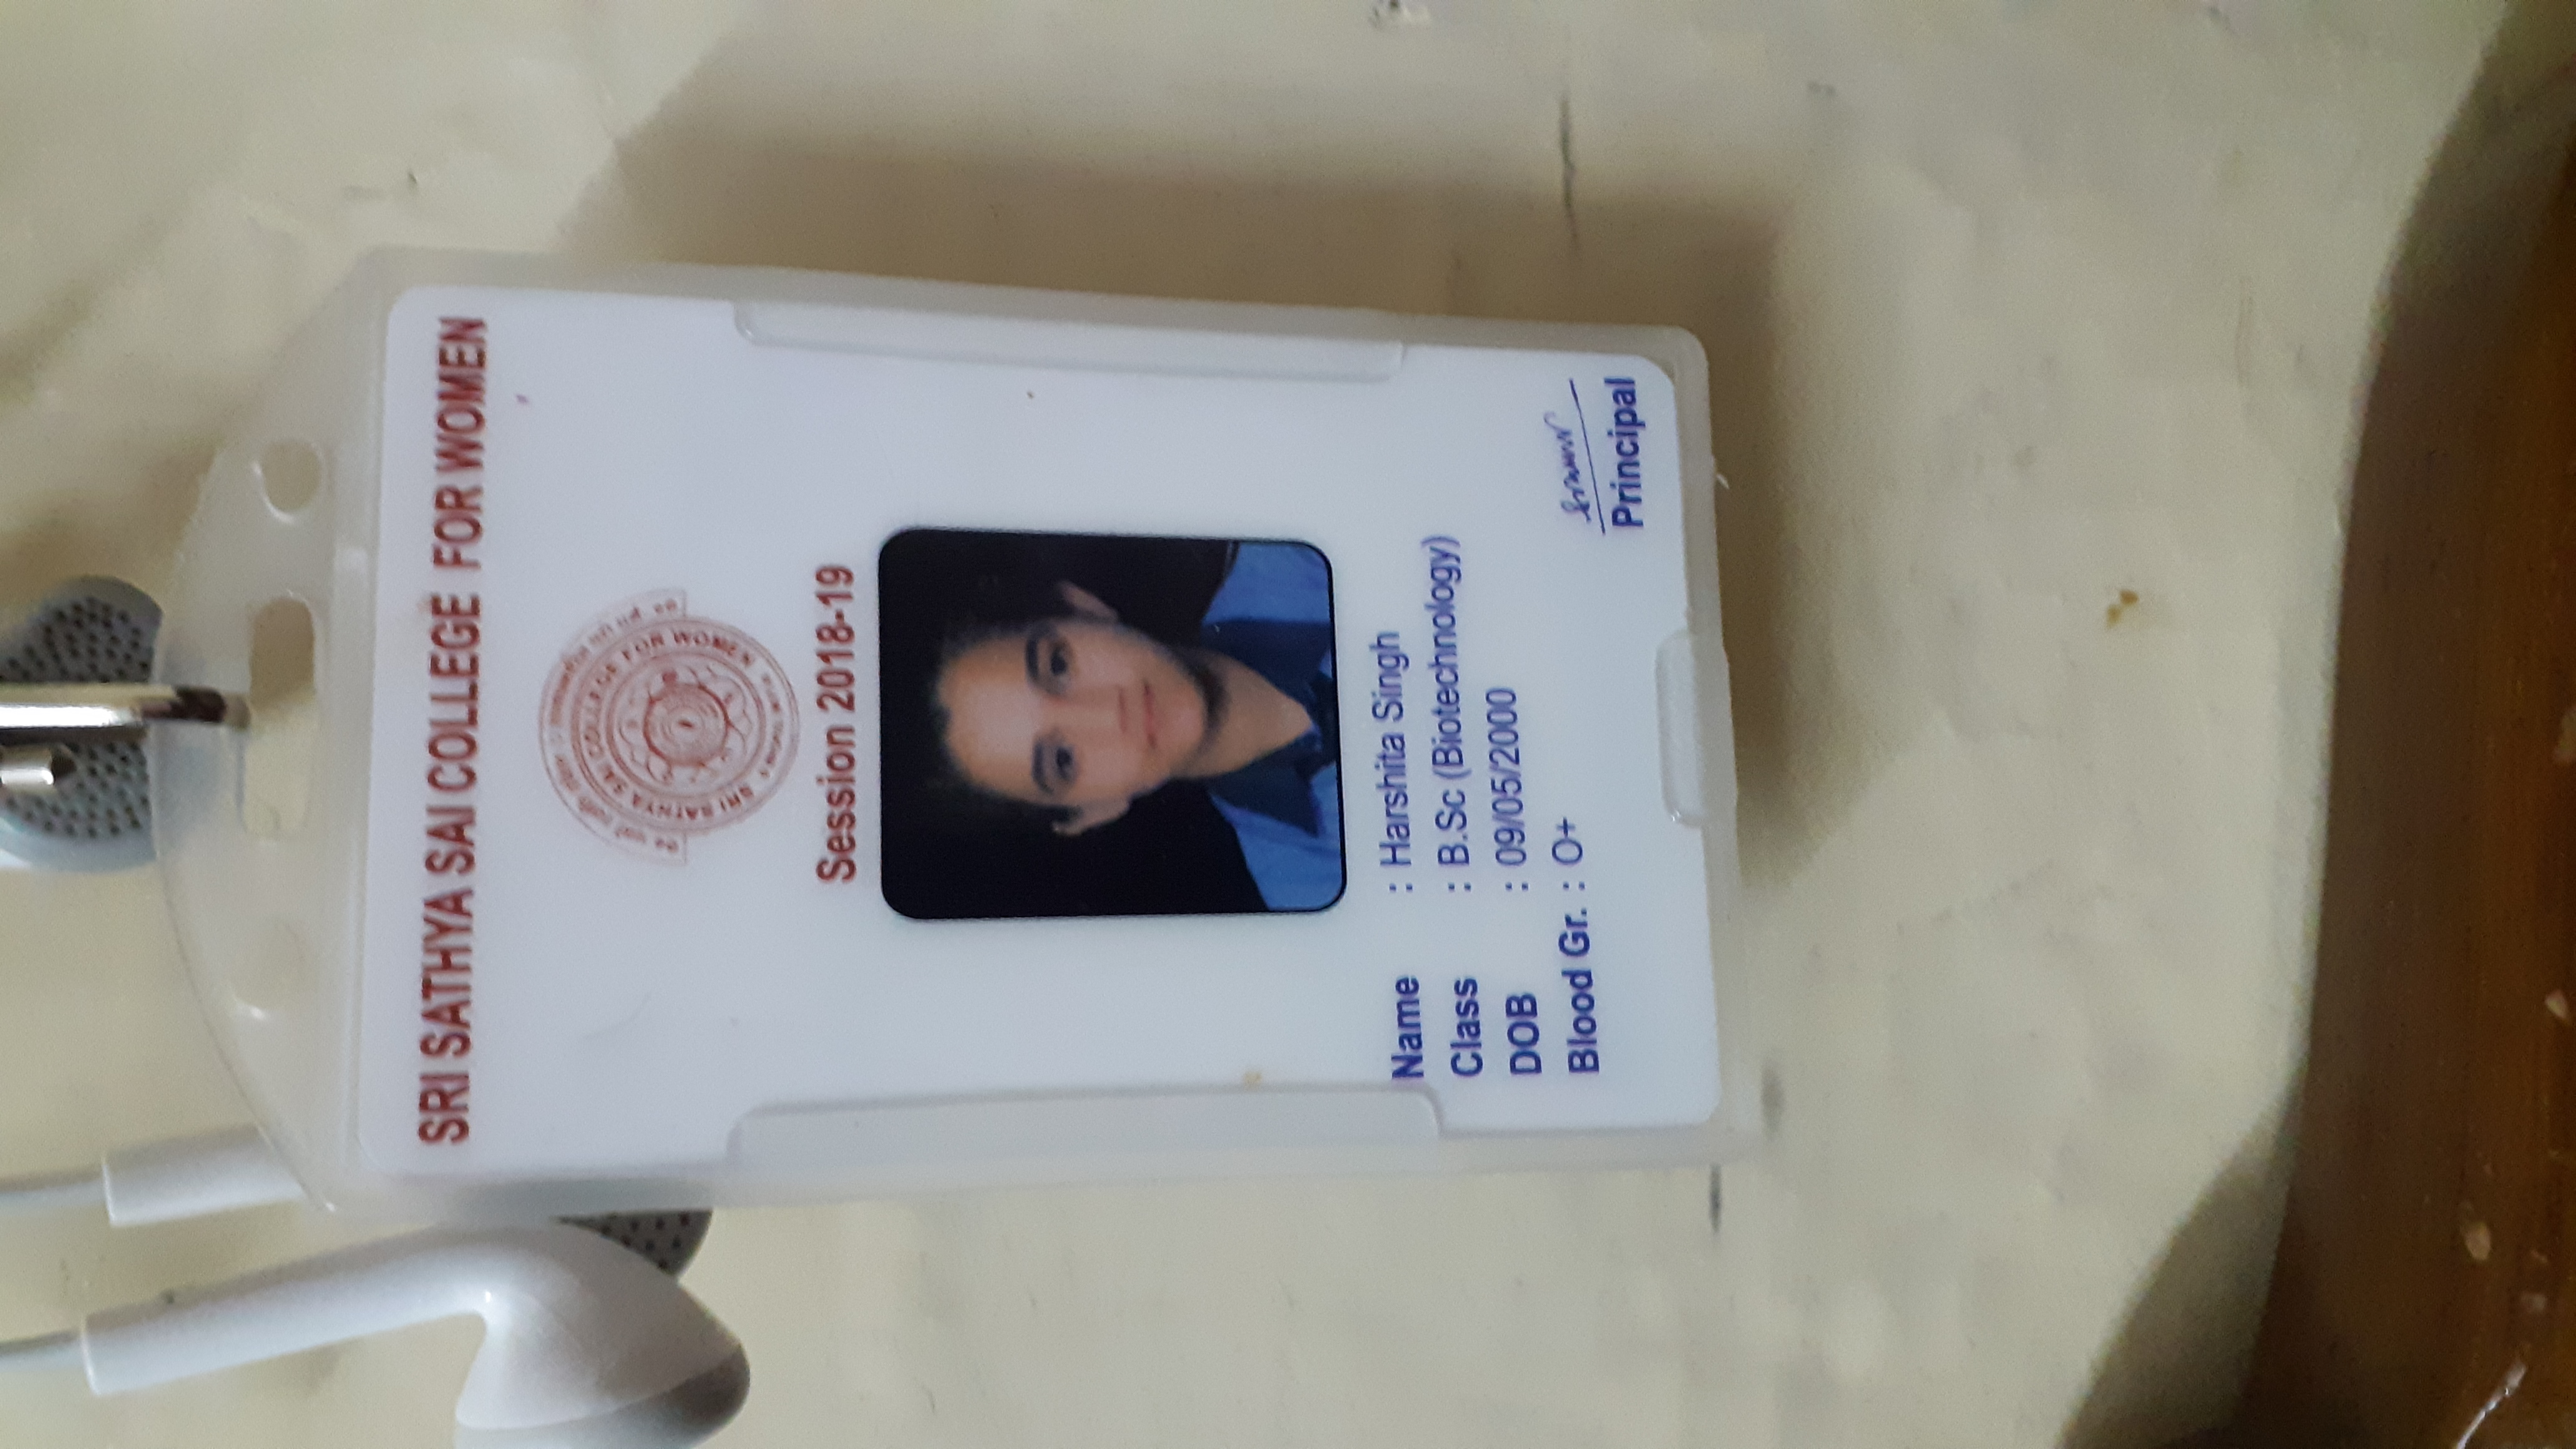 SRI SATHYA SAI COLLEGE FOR WOMEN
SRI SATHYA SAI COLLEGE FOR WOMEN
Session 2018-19
Name : Harshita Singh
Class : B.Sc (Biotechnology)
DOB : 09/05/2000
Blood Gr. : O+
Principal